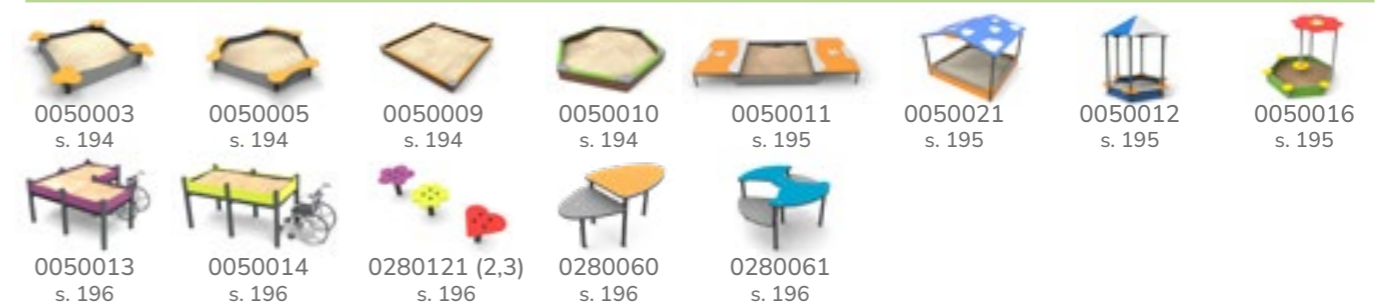 0050003 0050005 0050009 0050010 0050011 0050021 0050012 0050016
s. 194 s. 194 s. 194 s. 194 s. 195 s. 195 s. 195 s. 195
0050013 0050014 0280121 (2,3) 0280060 0280061
s. 196 s. 196 s. 196 s. 196 s. 196